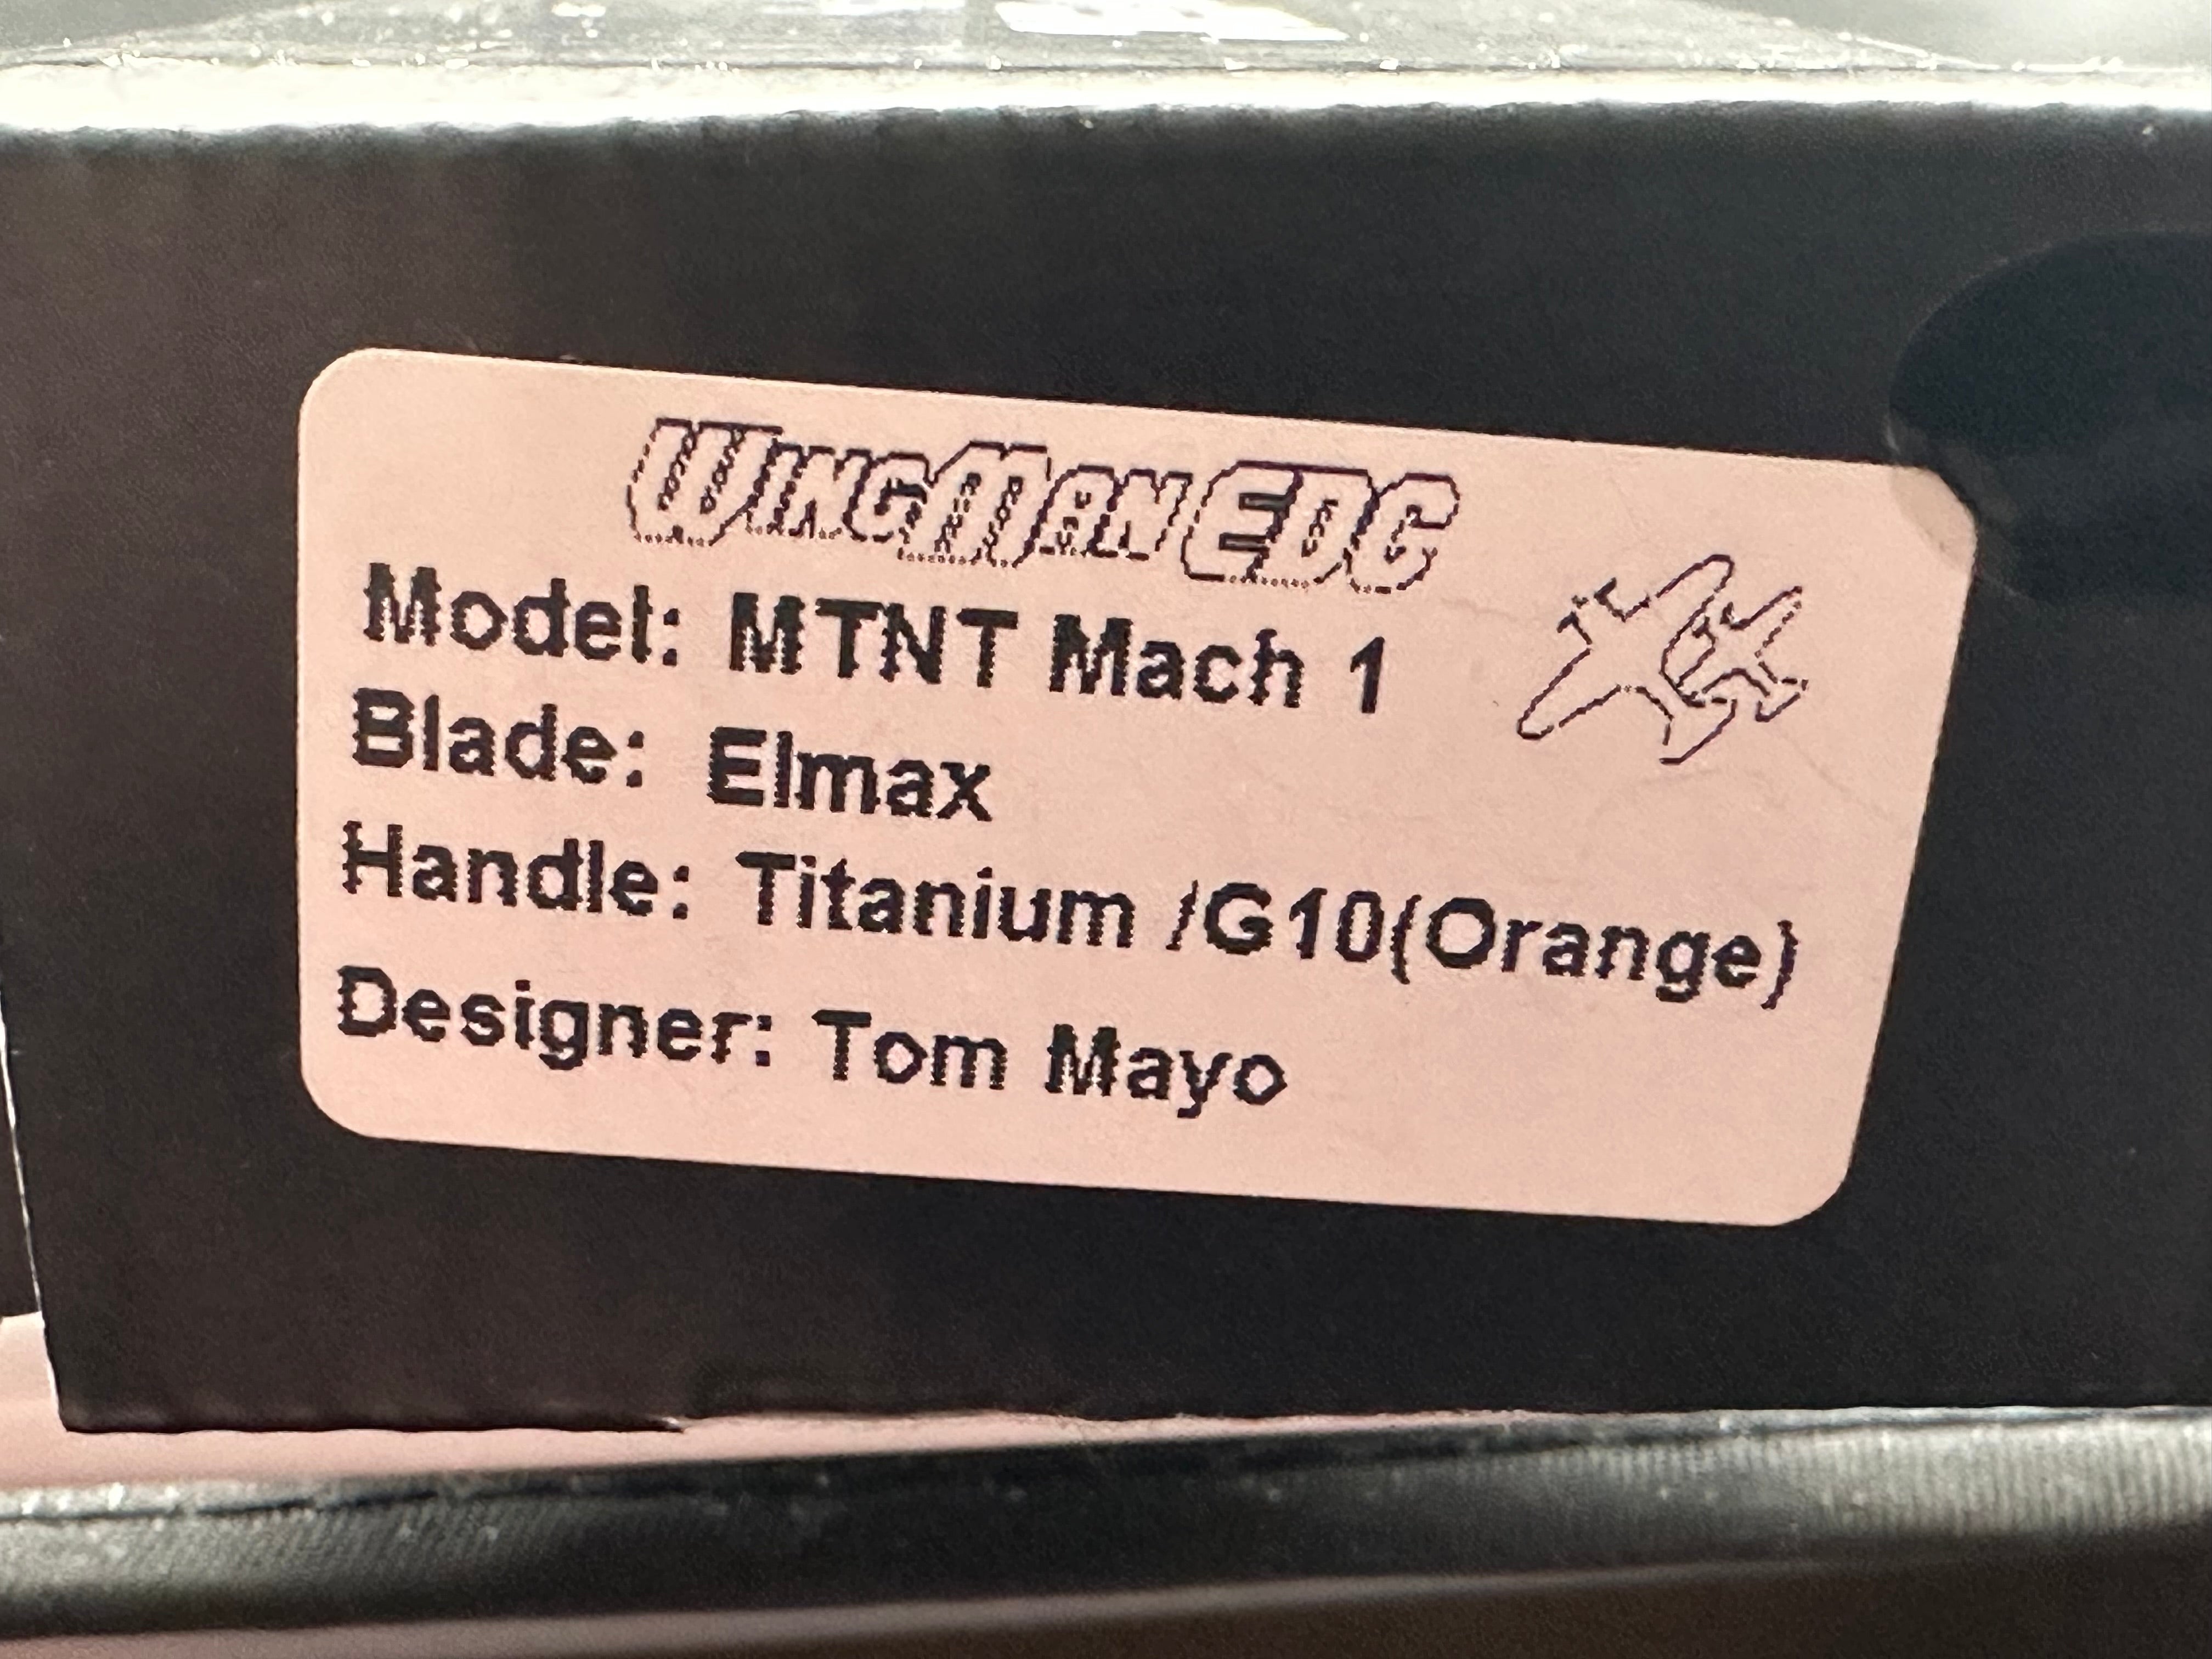 WINGMAN EDC
Model: MTNT Mach 1
Blade: Elmax
Handle: Titanium /G10(Orange)
Designer: Tom Mayo